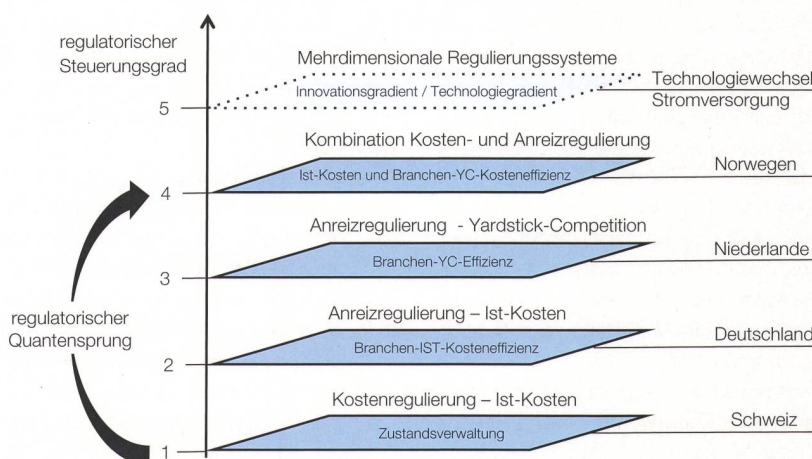 regulatorischer
Steuerungsgrad
Mehrdimensionale Regulierungssysteme
Innovationsgradient / Technologiegradient
Technologiewechsel
Stromversorgung
5
Kombination Kosten- und Anreizregulierung
Ist-Kosten und Branchen-YC-Kosteneffizienz
Norwegen
4
Anreizregulierung - Yardstick-Competition
Branchen-YC-Effizienz
Niederlande
3
regulatorischer
Quantensprung
Anreizregulierung – Ist-Kosten
Branchen-IST-Kosteneffizienz
Deutschland
2
Kostenregulierung – Ist-Kosten
Zustandsverwaltung
Schweiz
1